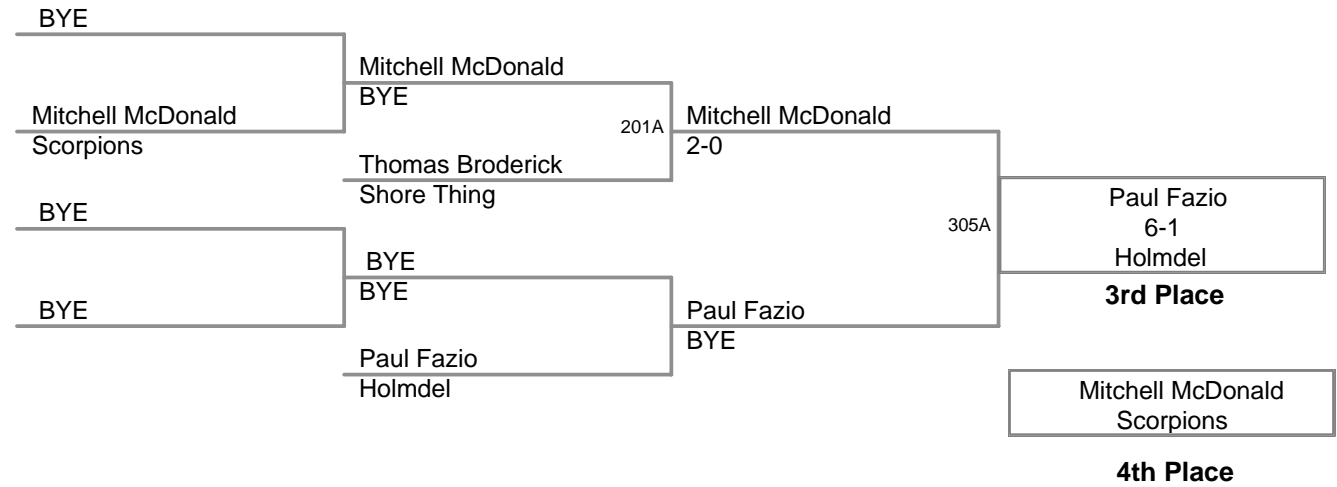 BYE
Mitchell McDonald
BYE
Mitchell McDonald
Scorpions
201A
Mitchell McDonald
2-0
Thomas Broderick
Shore Thing
BYE
305A
Paul Fazio
6-1
Holmdel
3rd Place
BYE
BYE
BYE
Paul Fazio
BYE
Paul Fazio
Holmdel
Mitchell McDonald
Scorpions
4th Place